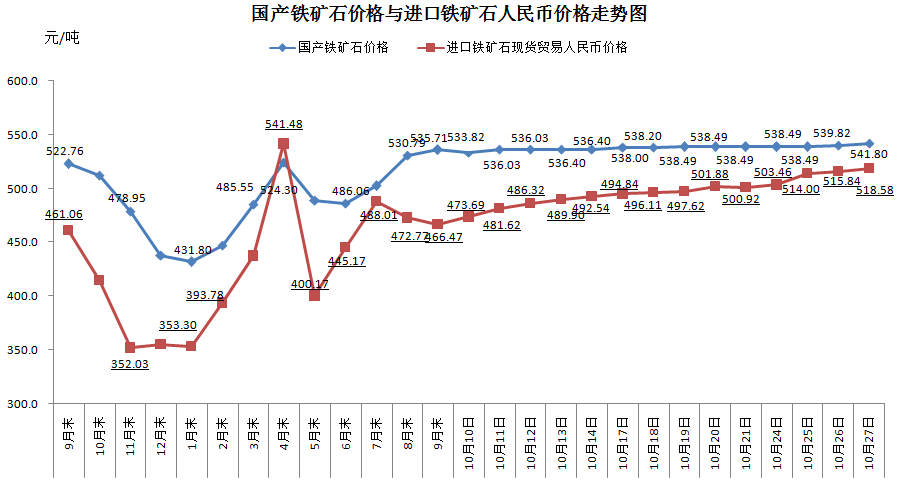 国产铁矿石价格与进口铁矿石人民币价格走势图
元/吨
国产铁矿石价格
进口铁矿石现货贸易人民币价格
600.0
550.0
500.0
450.0
400.0
350.0
300.0
522.76
478.95
431.80
485.55
524.30
486.06
530.79
535.71
533.82
536.03
536.03
536.40
536.40
538.00
538.20
538.49
538.49
538.49
538.49
538.49
539.82
541.80
461.06
352.03
353.30
393.78
541.48
400.17
445.17
488.01
472.77
466.47
473.69
481.62
486.32
489.90
492.54
494.84
496.11
497.62
501.88
500.92
503.46
514.00
515.84
518.58
9月末
10月末
11月末
12月末
1月末
2月末
3月末
4月末
5月末
6月末
7月末
8月末
9月末
10月10日
10月11日
10月12日
10月13日
10月14日
10月17日
10月18日
10月19日
10月20日
10月21日
10月24日
10月25日
10月26日
10月27日